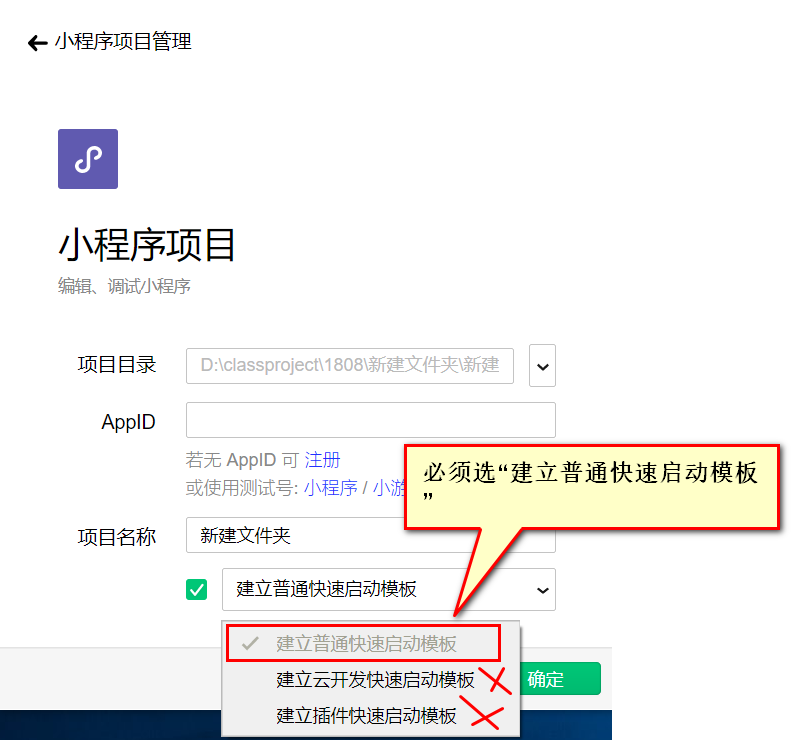 小程序项目管理
小程序项目
编辑、调试小程序
项目目录
D:\classproject\1808\新建文件夹\新建
AppID
若无 AppID 可 注册
或使用测试号: 小程序 / 小游
必须选“建立普通快速启动模板
”
项目名称
新建文件夹
建立普通快速启动模板
建立普通快速启动模板
建立云开发快速启动模板
确定
建立插件快速启动模板